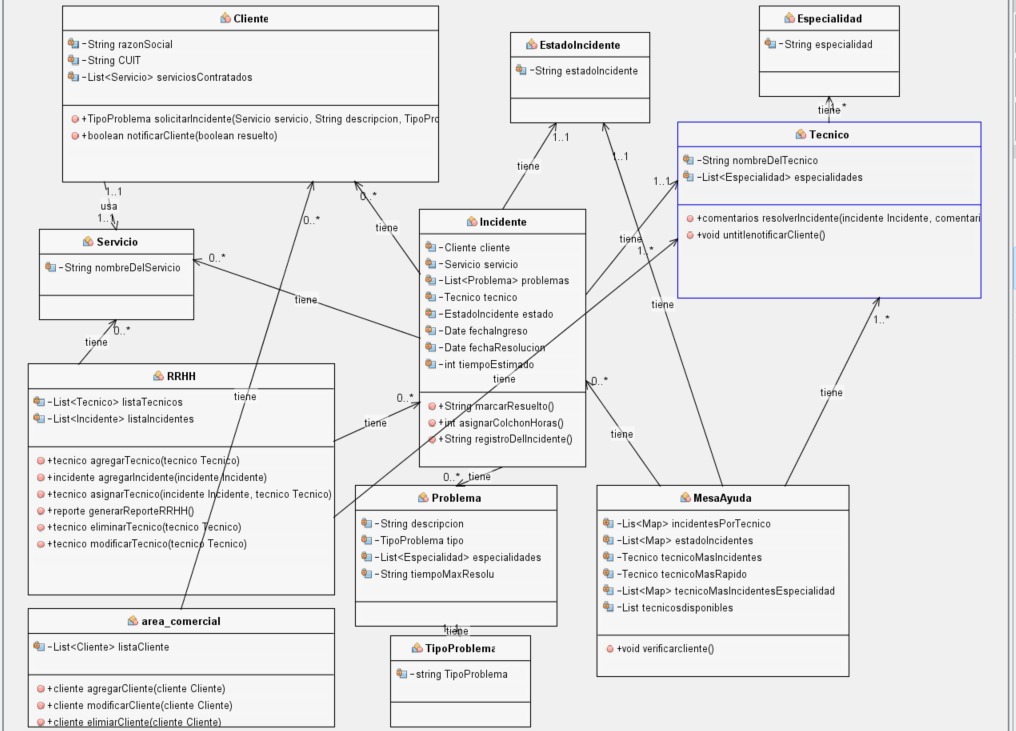 Cliente
-String razonSocial
-String CUIT
-List<Servicio> serviciosContratados
+TipoProblema solicitarIncidente(Servicio servicio, String descripcion, TipoPro
+boolean notificarCliente(boolean resuelto)
EstadoIncidente
-String estadoIncidente
Especialidad
-String especialidad
tiene
*
Tecnico
-String nombreDelTecnico
-List<Especialidad> especialidades
+comentarios resolverIncidente(incidente Incidente, comentari
+void untitlenotificarCliente()
1..1
usa
1..1
Servicio
-String nombreDelServicio
0..*
tiene
0..*
tiene
0..*
tiene
1..1
tiene
1..1
1..1
tiene
1..*
tiene
1..*
tiene
Incidente
-Cliente cliente
-Servicio servicio
-List<Problema> problemas
-Tecnico tecnico
-EstadoIncidente estado
-Date fechaIngreso
-Date fechaResolucion
-int tiempoEstimado
tiene
+String marcarResuelto()
+int asignarColchonHoras()
+String registroDelIncidente()
0..*
tiene
RRHH
-List<Tecnico> listaTecnicos
-List<Incidente> listaIncidentes
+tecnico agregarTecnico(tecnico Tecnico)
+incidente agregarIncidente(incidente Incidente)
+tecnico asignarTecnico(incidente Incidente, tecnico Tecnico)
+reporte generarReporteRRHH()
+tecnico eliminarTecnico(tecnico Tecnico)
+tecnico modificarTecnico(tecnico Tecnico)
tiene
0..*
tiene
0..*
0..*
tiene
Problema
-String descripcion
-TipoProblema tipo
-List<Especialidad> especialidades
-String tiempoMaxResolu
MesaAyuda
-Lis<Map> incidentesPorTecnico
-List<Map> estadoIncidentes
-Tecnico tecnicoMasIncidentes
-Tecnico tecnicoMasRapido
-List<Map> tecnicoMasIncidentesEspecialidad
-List tecnicosdisponibles
+void verificarcliente()
area_comercial
-List<Cliente> listaCliente
+cliente agregarCliente(cliente Cliente)
+cliente modificarCliente(cliente Cliente)
+cliente elimiarCliente(cliente Cliente)
tiene
TipoProblema
-string TipoProblema